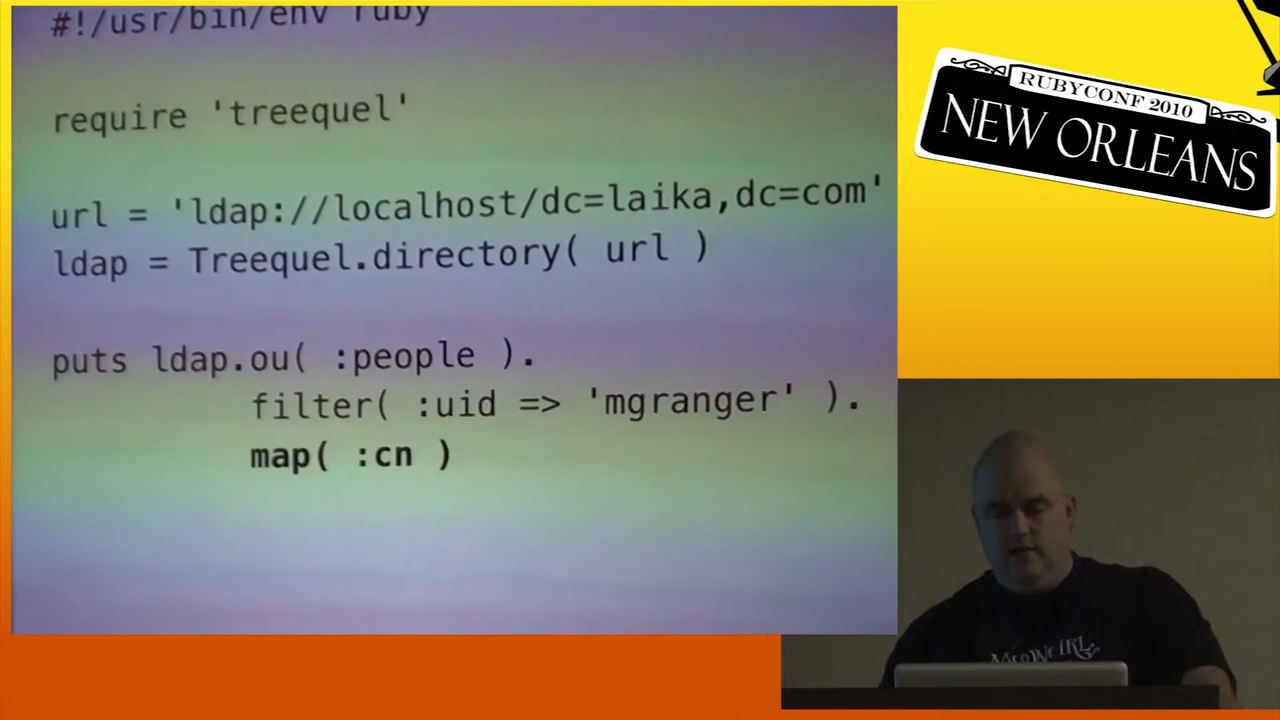 #!/usr/bin/env ruby
require 'treequel'
url = 'ldap://localhost/dc=laika,dc=com'
ldap = Treequel.directory( url )
puts ldap.ou( :people ).
filter( :uid => 'mgranger' ).
map( :cn )
RUBYCONF 2010
NEW ORLEANS